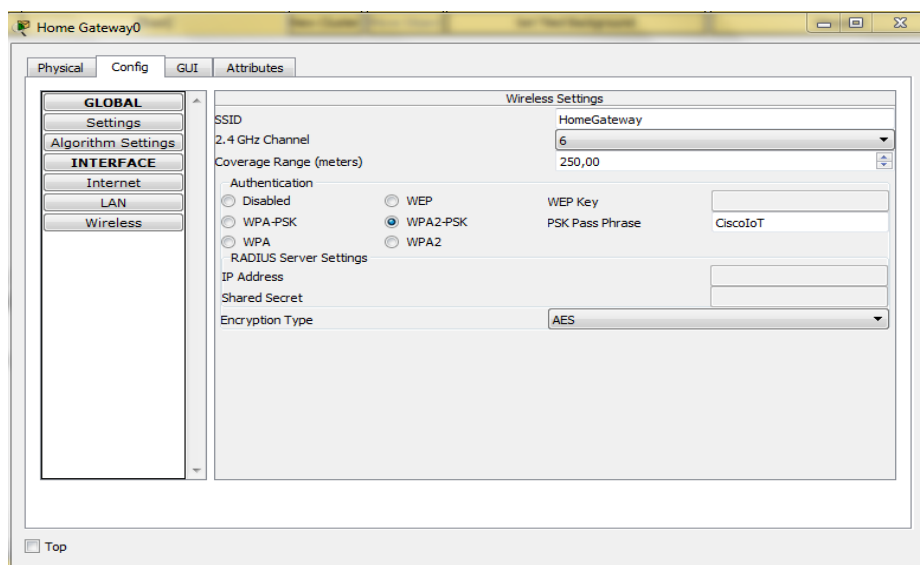 Home Gateway0
Physical Config GUI Attributes
GLOBAL
Settings
Algorithm Settings
INTERFACE
Internet
LAN
Wireless
Wireless Settings
SSID HomeGateway
2.4 GHz Channel 6
Coverage Range (meters) 250,00
Authentication
Disabled WEP WEP Key
WPA-PSK WPA2-PSK PSK Pass Phrase CiscoIoT
WPA WPA2
RADIUS Server Settings
IP Address
Shared Secret
Encryption Type AES
Top